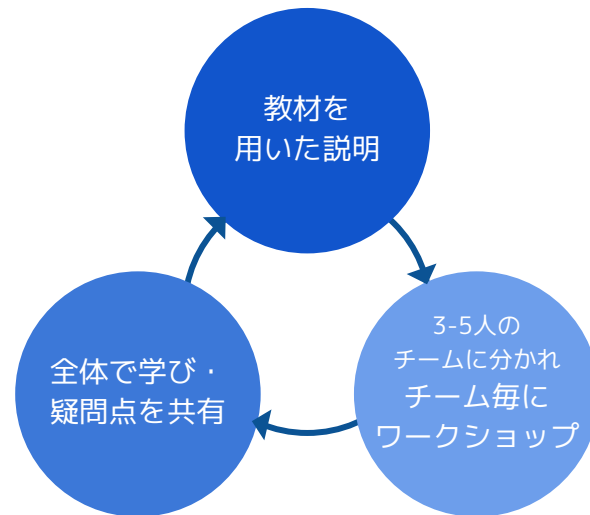 教材を
用いた説明
3-5人の
チームに分かれ
チーム毎に
ワークショップ
全体で学び・
疑問点を共有